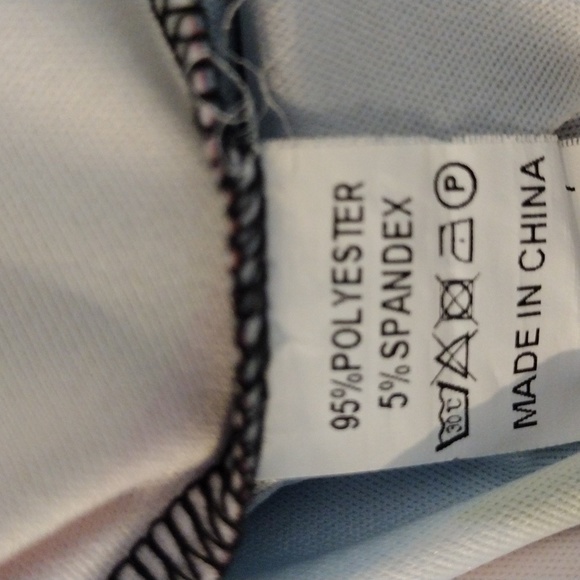 95%POLYESTER
5%SPANDEX
30℃ P
MADE IN CHINA